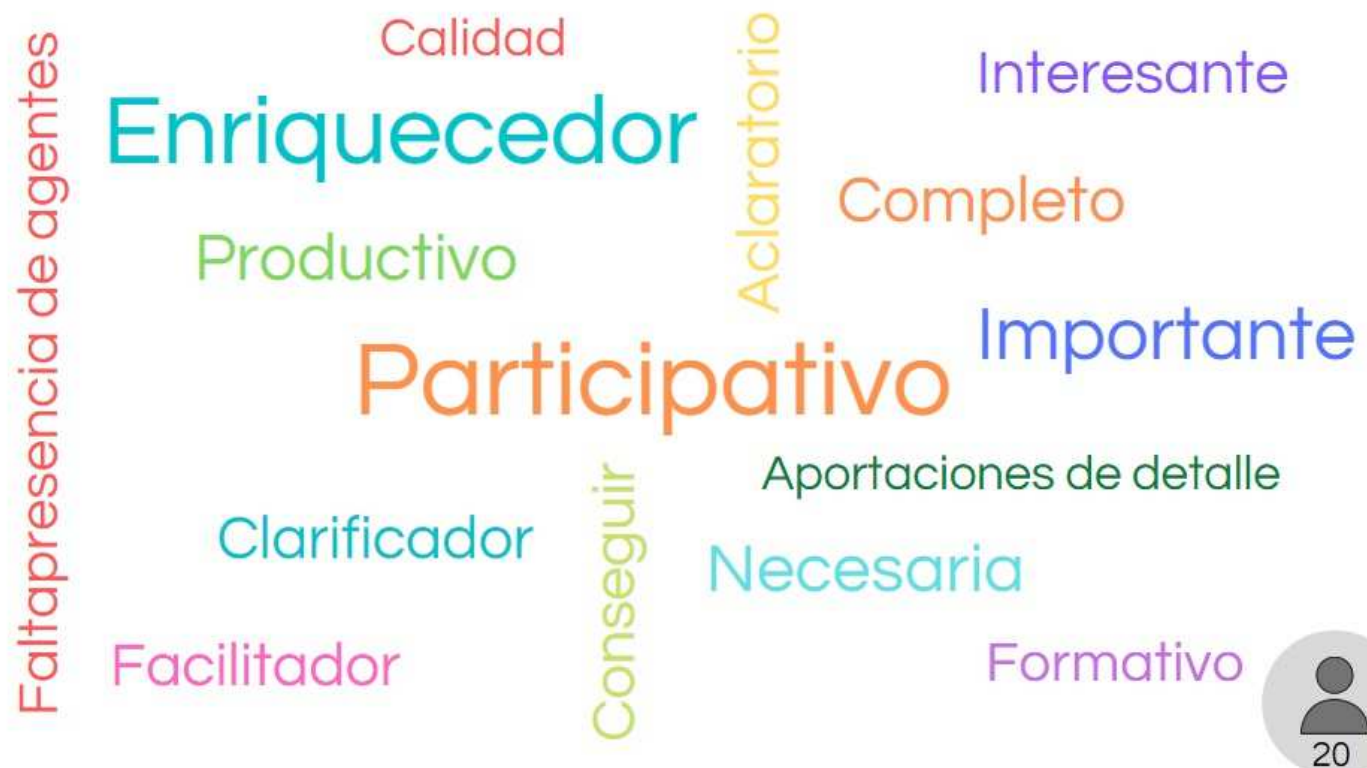 Calidad
Aclaratorio
Interesante
Faltapresencia de agentes
Enriquecedor
Completo
Productivo
Importante
Participativo
Aportaciones de detalle
Conseguir
Clarificador
Necesaria
Facilitador
Formativo
20